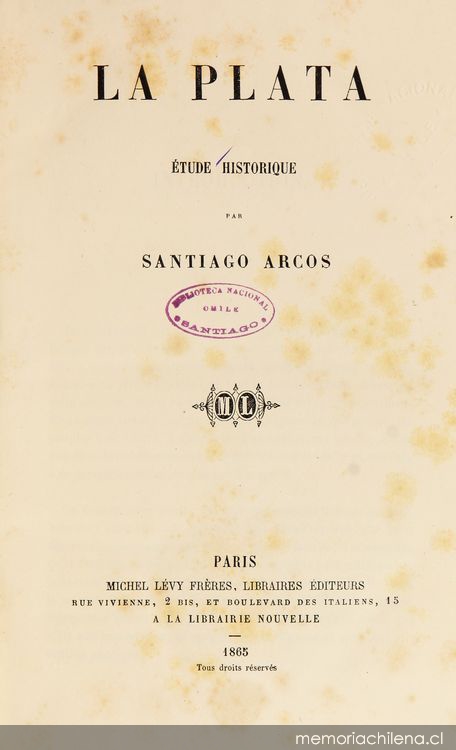 LA PLATA
ÉTUDE HISTORIQUE
PAR
SANTIAGO ARCOS
BIBLIOTECA NACIONAL
CHILE
SANTIAGO
ML
PARIS
MICHEL LÉVY FRÈRES, LIBRAIRES ÉDITEURS
RUE VIVIENNE, 2 BIS, ET BOULEVARD DES ITALIENS, 15
A LA LIBRAIRIE NOUVELLE
1865
Tous droits réservés
memoriachilena.cl